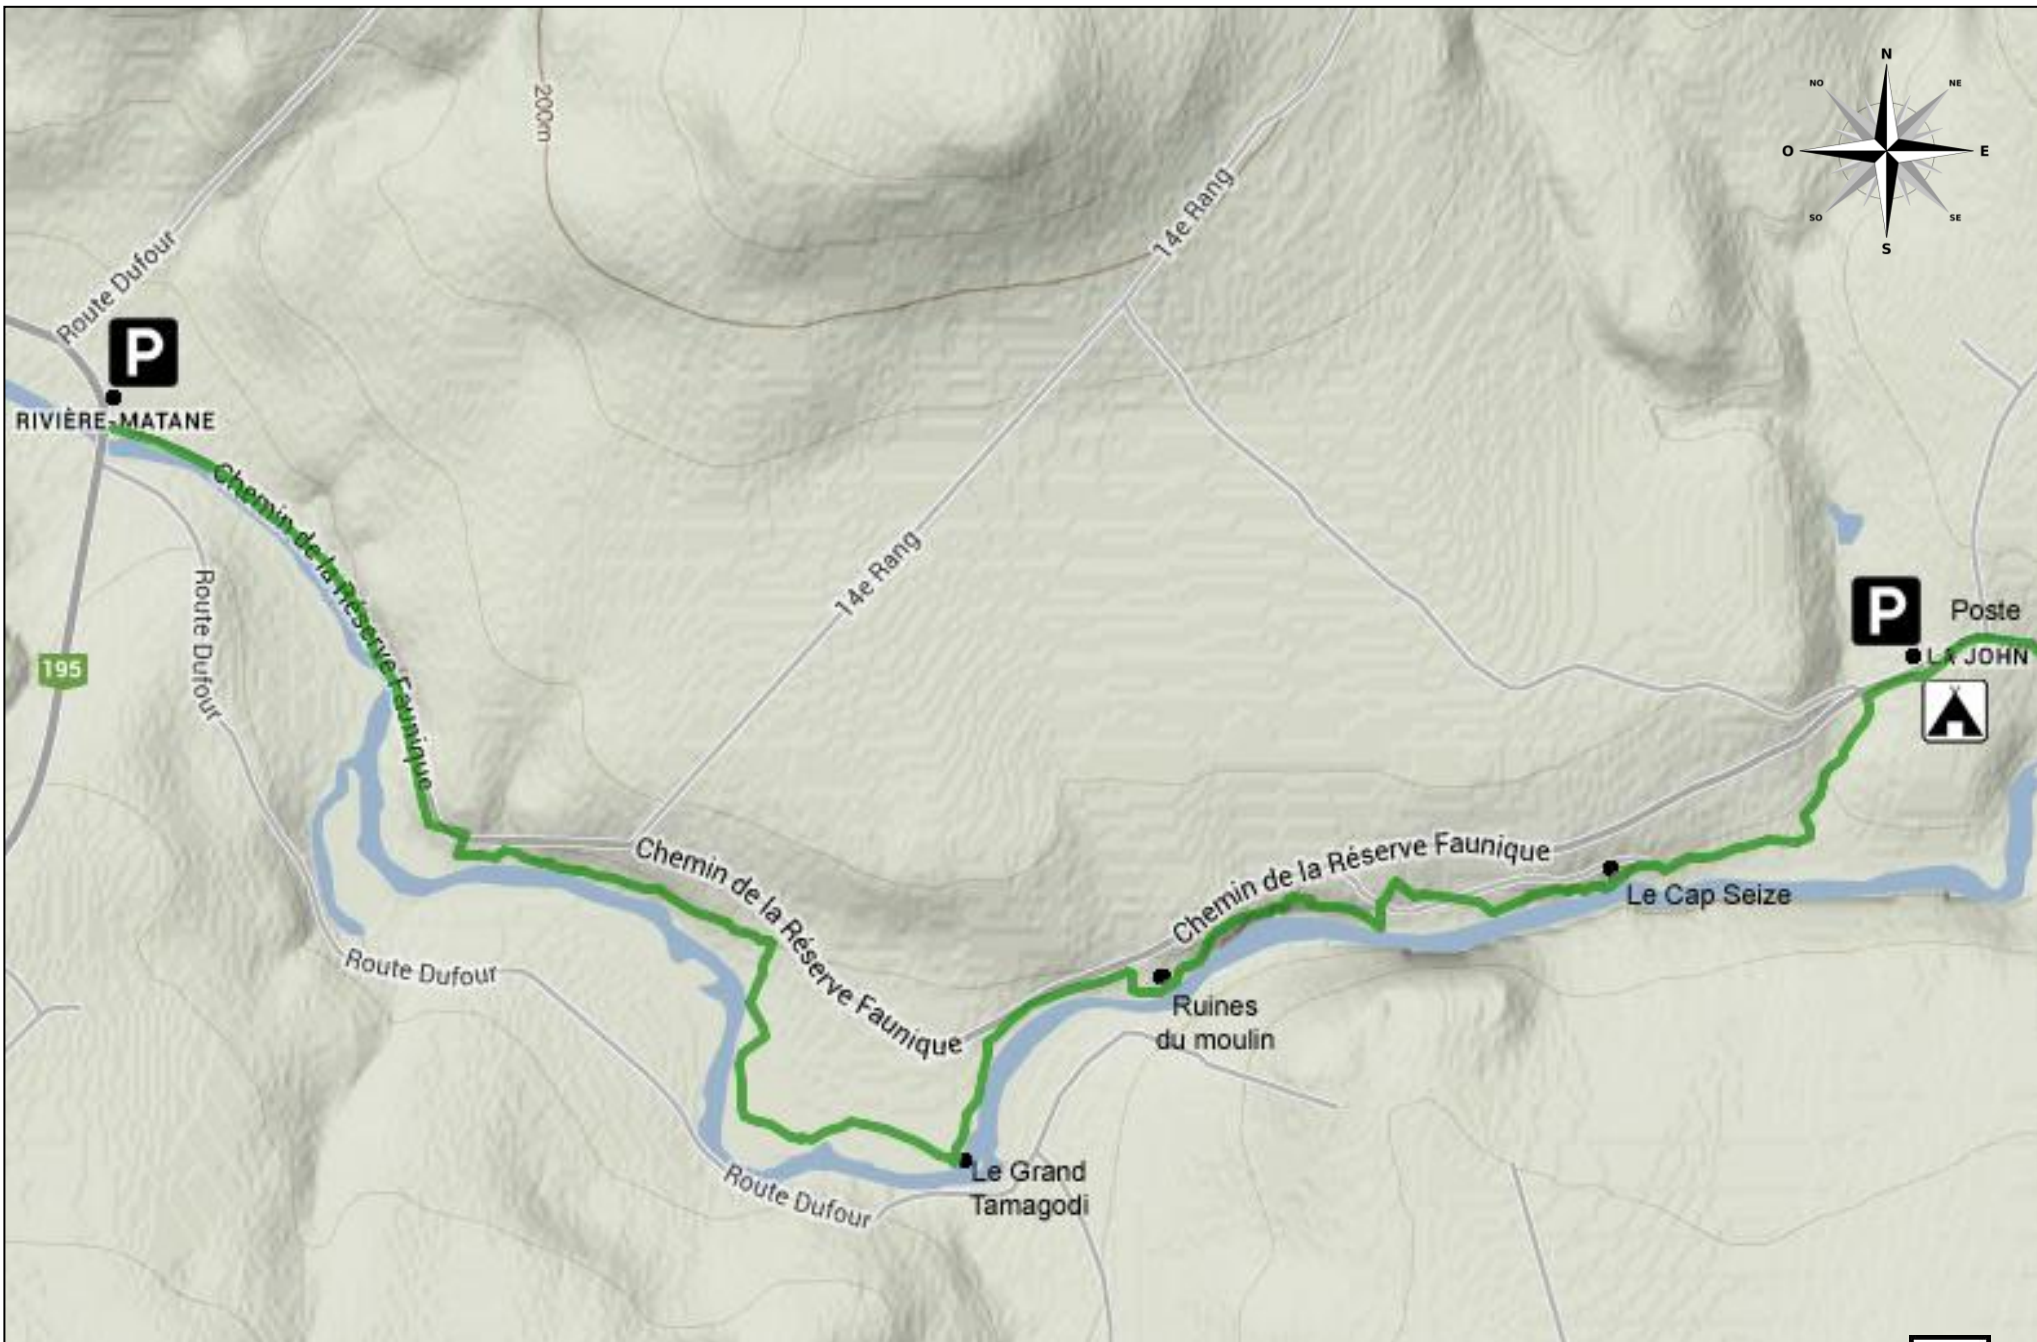 N
NO
NE
O
E
SO
SE
S
200m
14e Rang
Route Dufour
P
RIVIÈRE-MATANE
Chemin de la Réserve Faunique
14e Rang
Route Dufour
195
P
Poste
LA JOHN
Chemin de la Réserve Faunique
Chemin de la Réserve Faunique
Le Cap Seize
Route Dufour
Ruines
du moulin
Route Dufour
Le Grand
Tamagodi